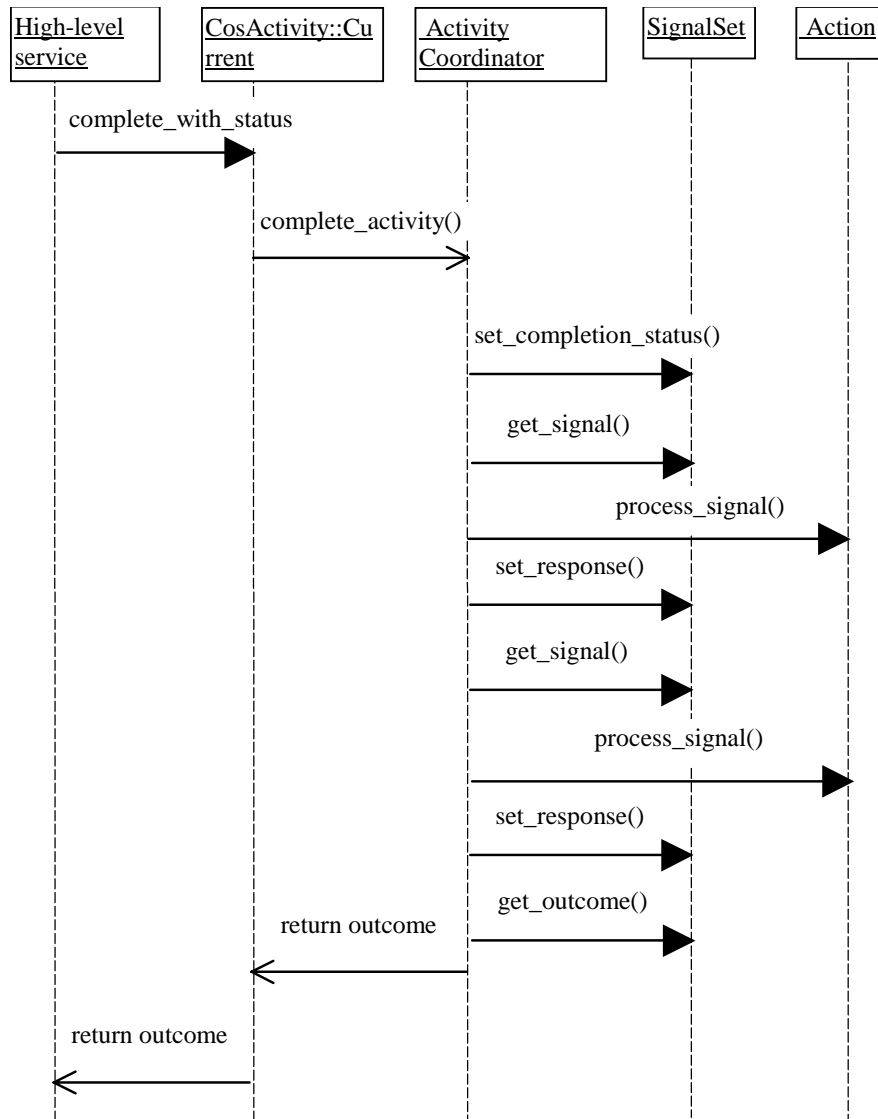 High-level
service
CosActivity::Cu
rrent
Activity
Coordinator
SignalSet
Action
complete_with_status
complete_activity()
set_completion_status()
get_signal()
process_signal()
set_response()
get_signal()
process_signal()
set_response()
get_outcome()
return outcome
return outcome